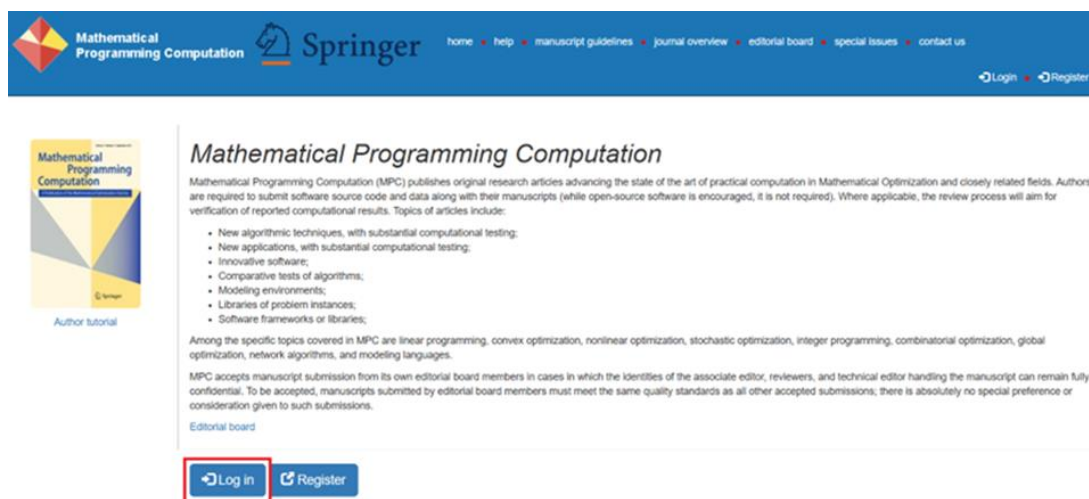 Mathematical
Programming Computation
Springer
home help manuscript guidelines journal overview editorial board special issues contact us
Login Register
Mathematical
Programming
Computation
Springer
Author tutorial
Mathematical Programming Computation
Mathematical Programming Computation (MPC) publishes original research articles advancing the state of the art of practical computation in Mathematical Optimization and closely related fields. Authors
are required to submit software source code and data along with their manuscripts (while open-source software is encouraged, it is not required). Where applicable, the review process will aim for
verification of reported computational results. Topics of articles include:
• New algorithmic techniques, with substantial computational testing;
• New applications, with substantial computational testing;
• Innovative software;
• Comparative tests of algorithms;
• Modeling environments;
• Libraries of problem instances;
• Software frameworks or libraries;
Among the specific topics covered in MPC are linear programming, convex optimization, nonlinear optimization, stochastic optimization, integer programming, combinatorial optimization, global
optimization, network algorithms, and modeling languages.
MPC accepts manuscript submission from its own editorial board members in cases in which the identities of the associate editor, reviewers, and technical editor handling the manuscript can remain fully
confidential. To be accepted, manuscripts submitted by editorial board members must meet the same quality standards as all other accepted submissions; there is absolutely no special preference or
consideration given to such submissions.
Editorial board
Log in Register